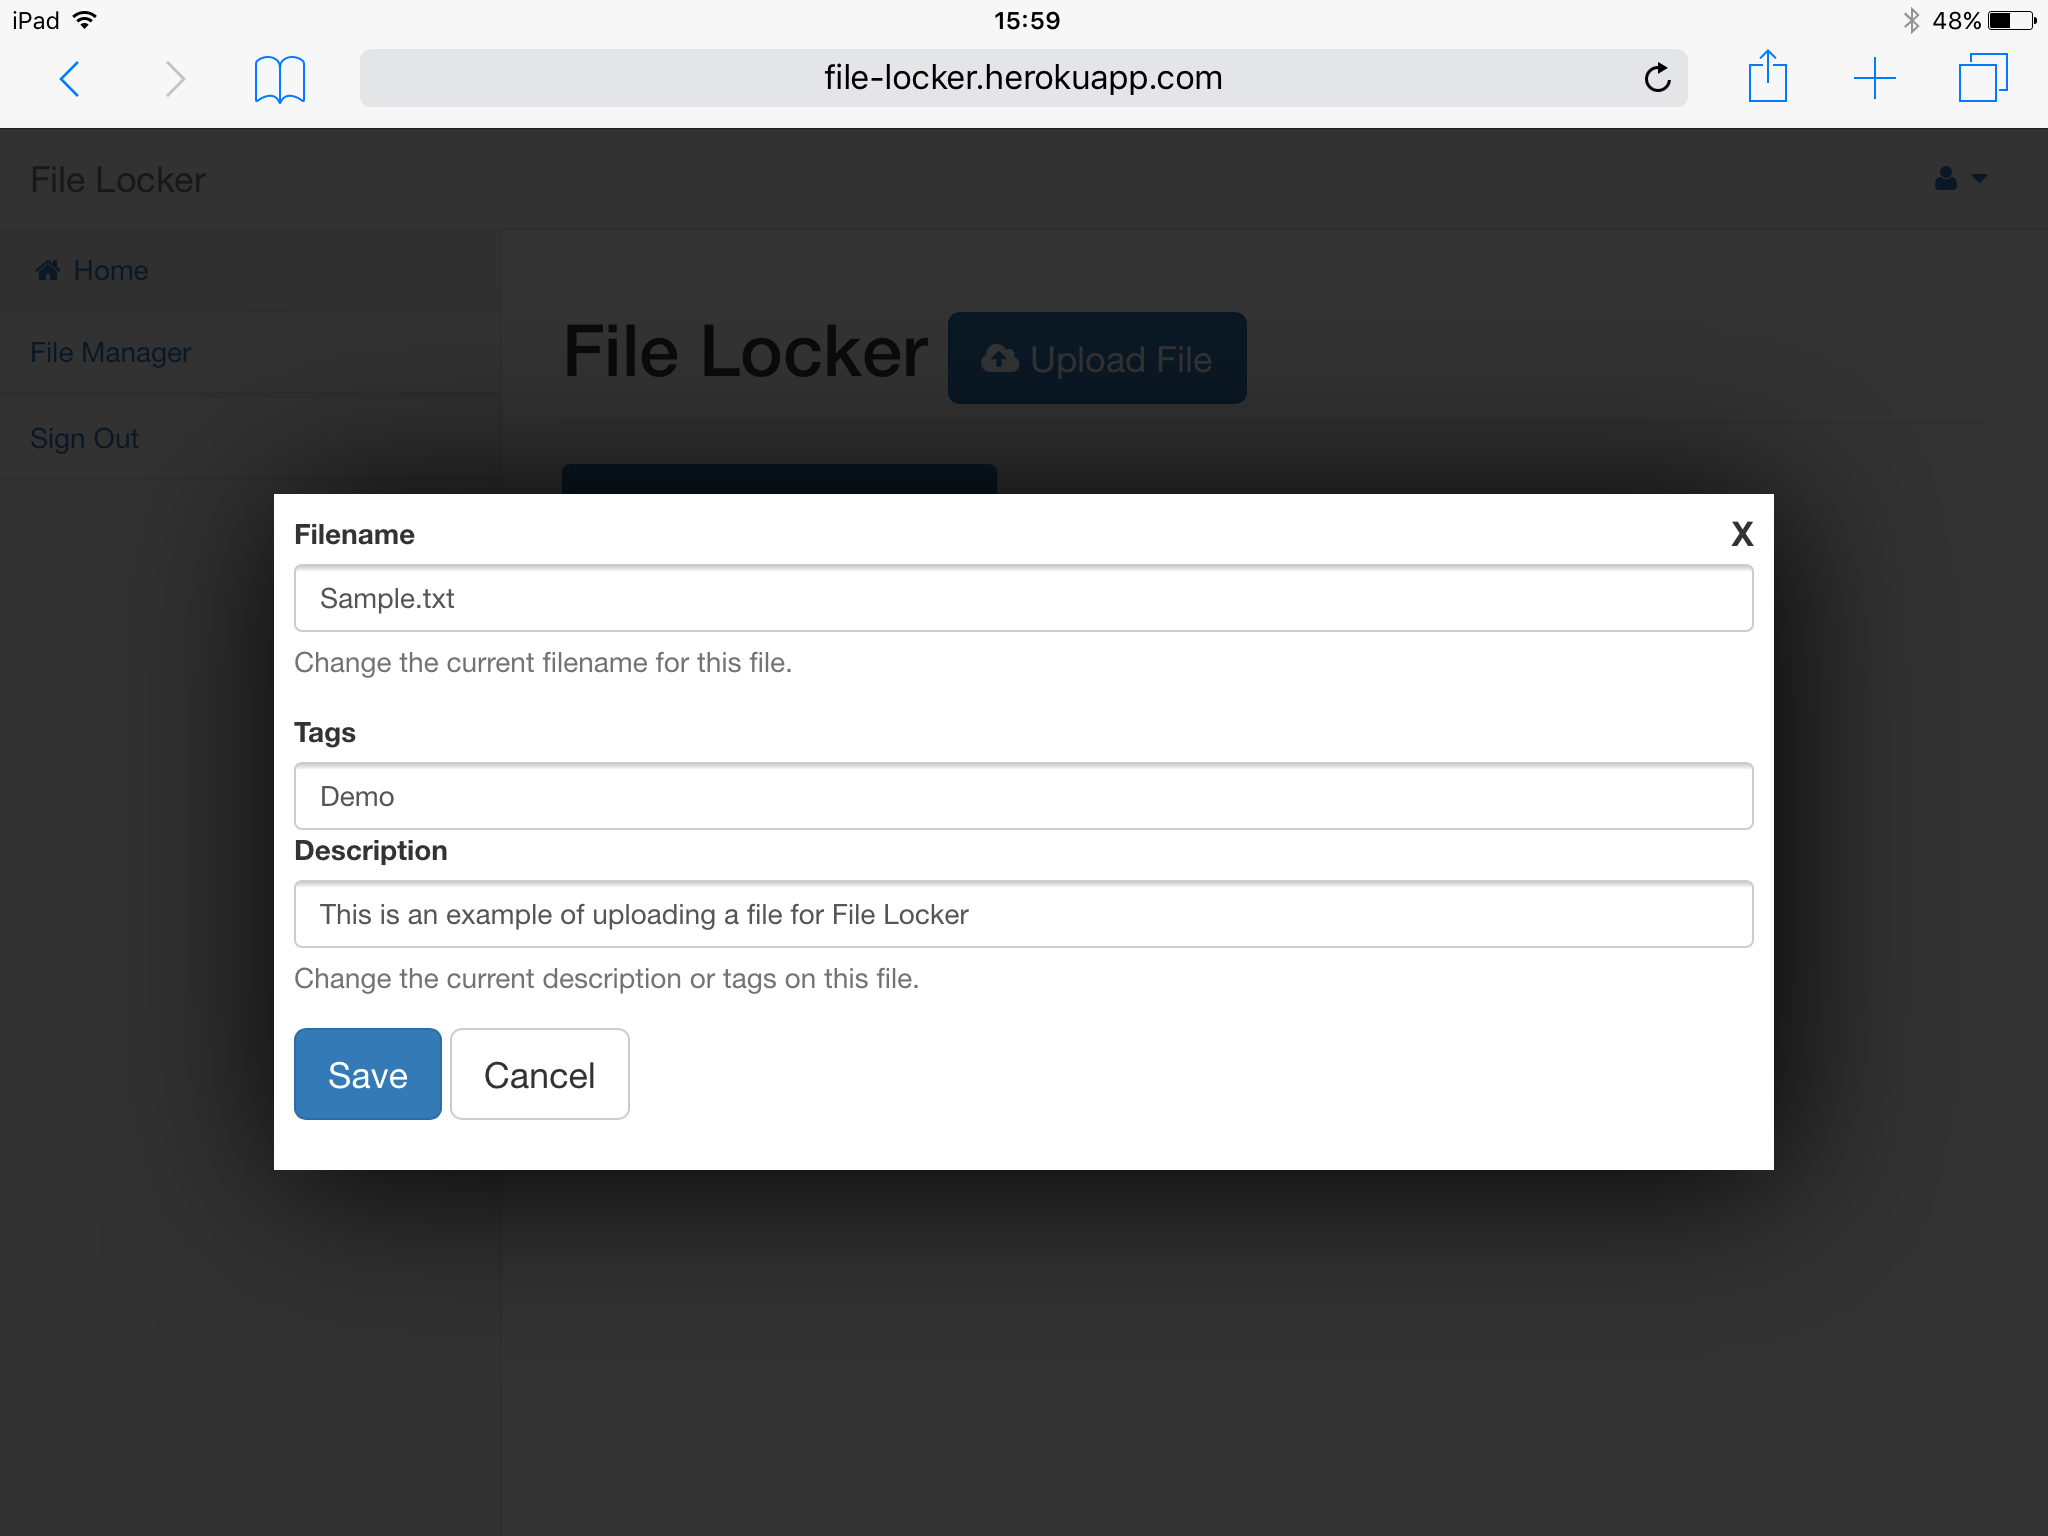 iPad 15:59 48%
file-locker.herokuapp.com
File Locker
Home
File Manager
Sign Out
File Locker Upload File
Filename X
Sample.txt
Change the current filename for this file.
Tags
Demo
Description
This is an example of uploading a file for File Locker
Change the current description or tags on this file.
Save Cancel